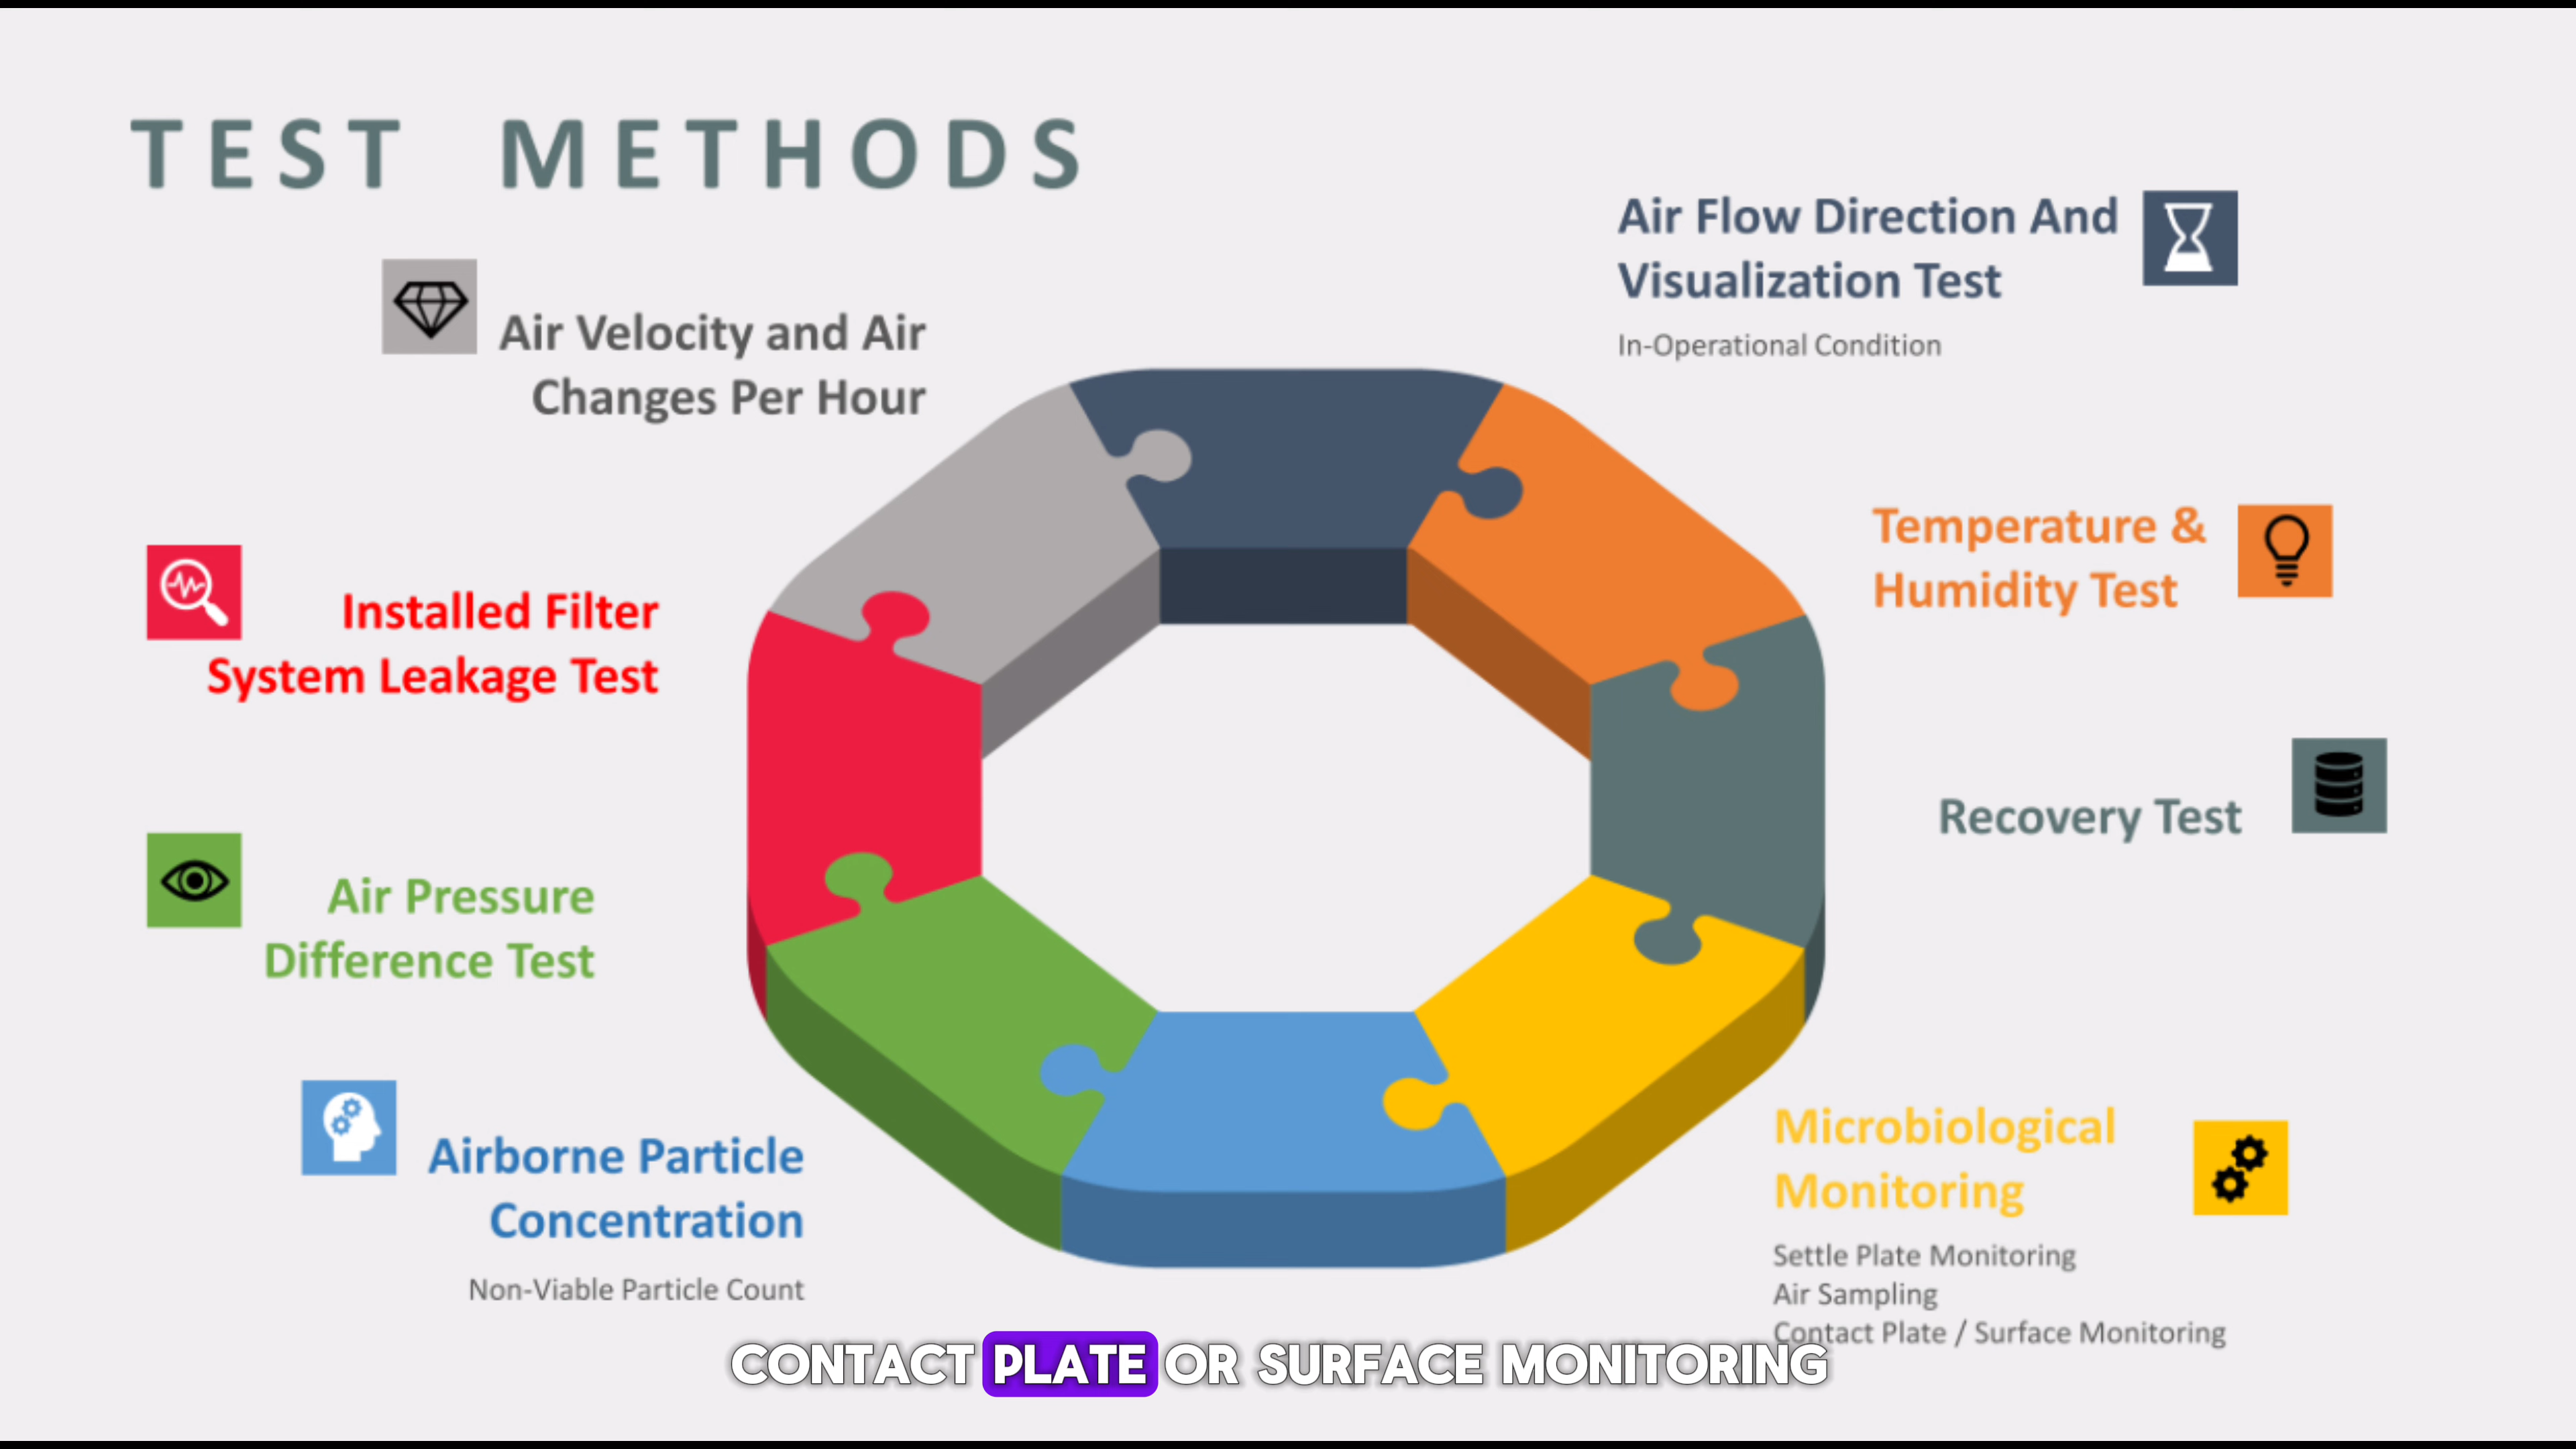 TEST METHODS
Air Velocity and Air
Changes Per Hour
Installed Filter
System Leakage Test
Air Pressure
Difference Test
Airborne Particle
Concentration
Non-Viable Particle Count
Air Flow Direction And
Visualization Test
In-Operational Condition
Temperature &
Humidity Test
Recovery Test
Microbiological
Monitoring
Settle Plate Monitoring
Air Sampling
Contact Plate / Surface Monitoring
CONTACT PLATE OR SURFACE MONITORING